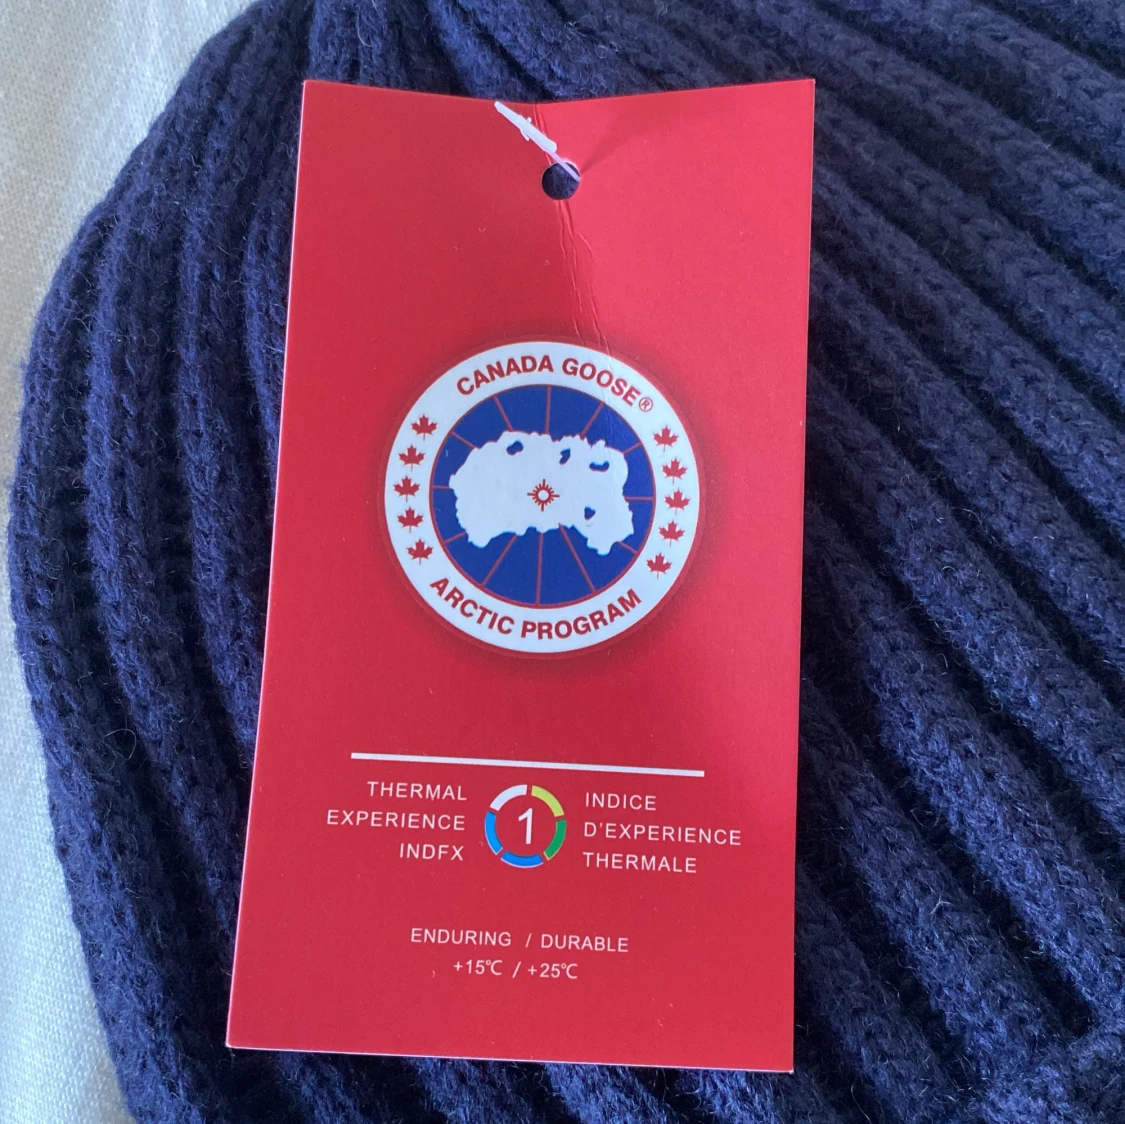 CANADA GOOSE®
ARCTIC PROGRAM
THERMAL
EXPERIENCE
INDFX
1
INDICE
D'EXPERIENCE
THERMALE
ENDURING / DURABLE
+15℃ / +25℃